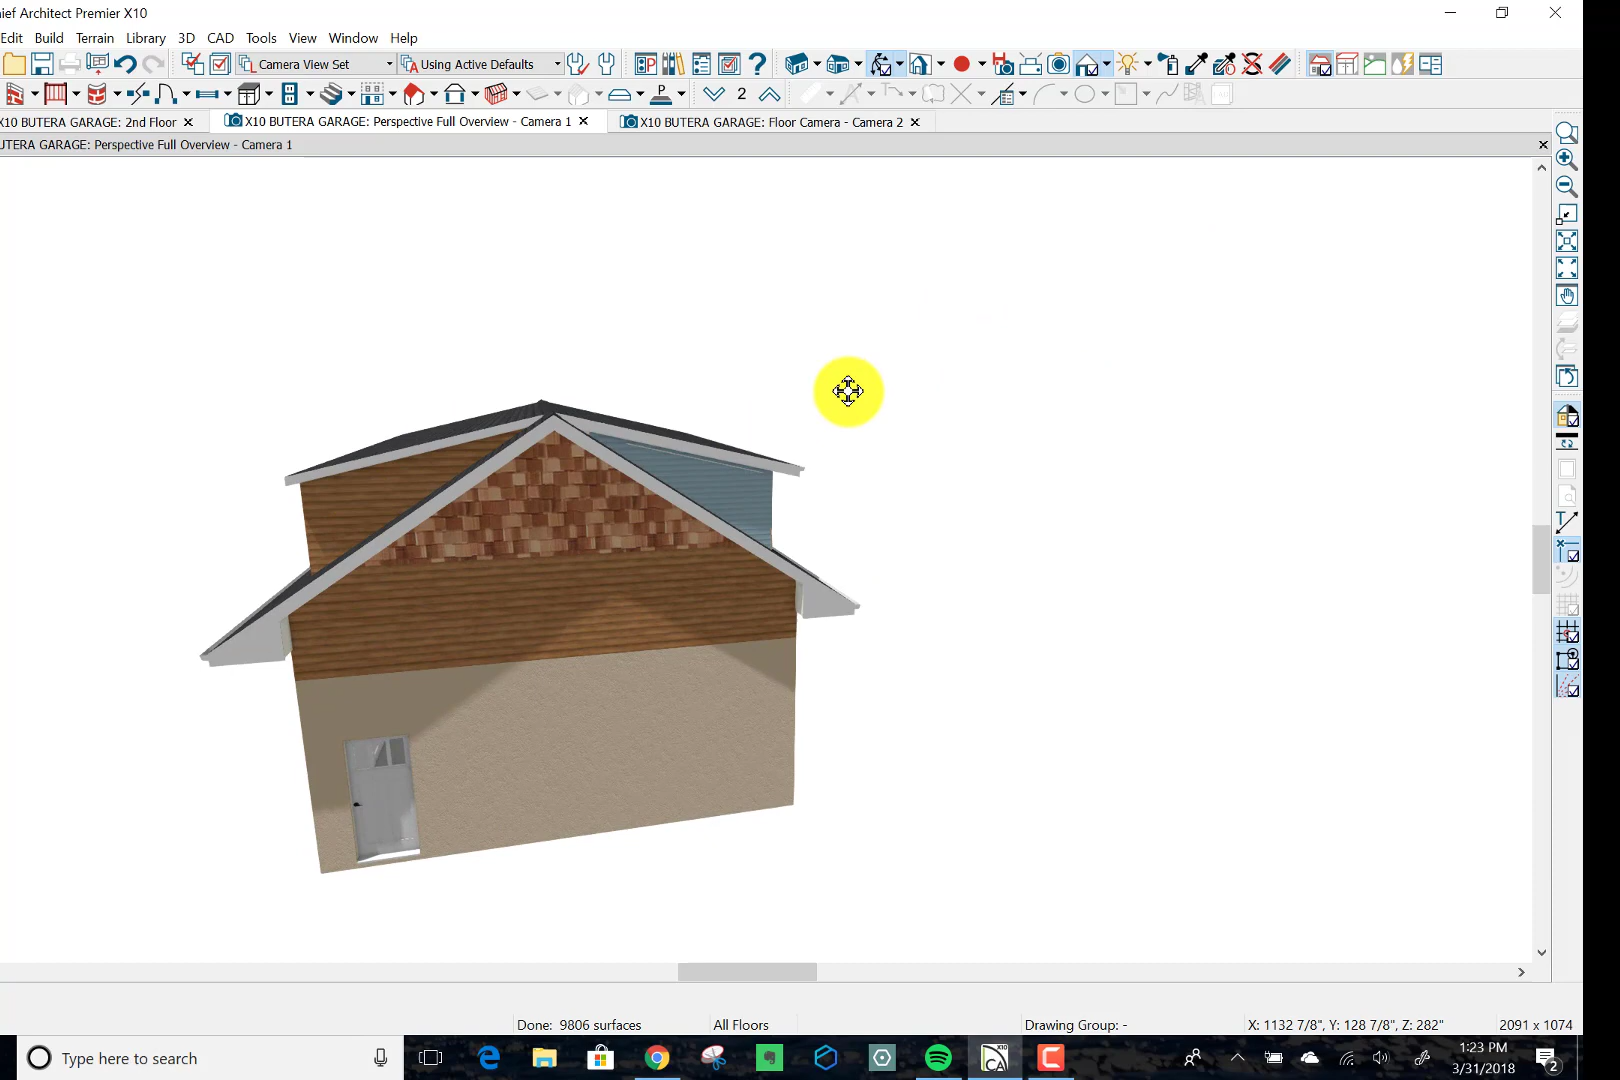 ief Architect Premier X10
Edit Build Terrain Library 3D CAD Tools View Window Help
Camera View Set Using Active Defaults
2
X10 BUTERA GARAGE: 2nd Floor X10 BUTERA GARAGE: Perspective Full Overview - Camera 1 X10 BUTERA GARAGE: Floor Camera - Camera 2
UTERA GARAGE: Perspective Full Overview - Camera 1
Done: 9806 surfaces All Floors Drawing Group: - X: 1132 7/8", Y: 128 7/8", Z: 282" 2091 x 1074
Type here to search
1:23 PM
3/31/2018
2